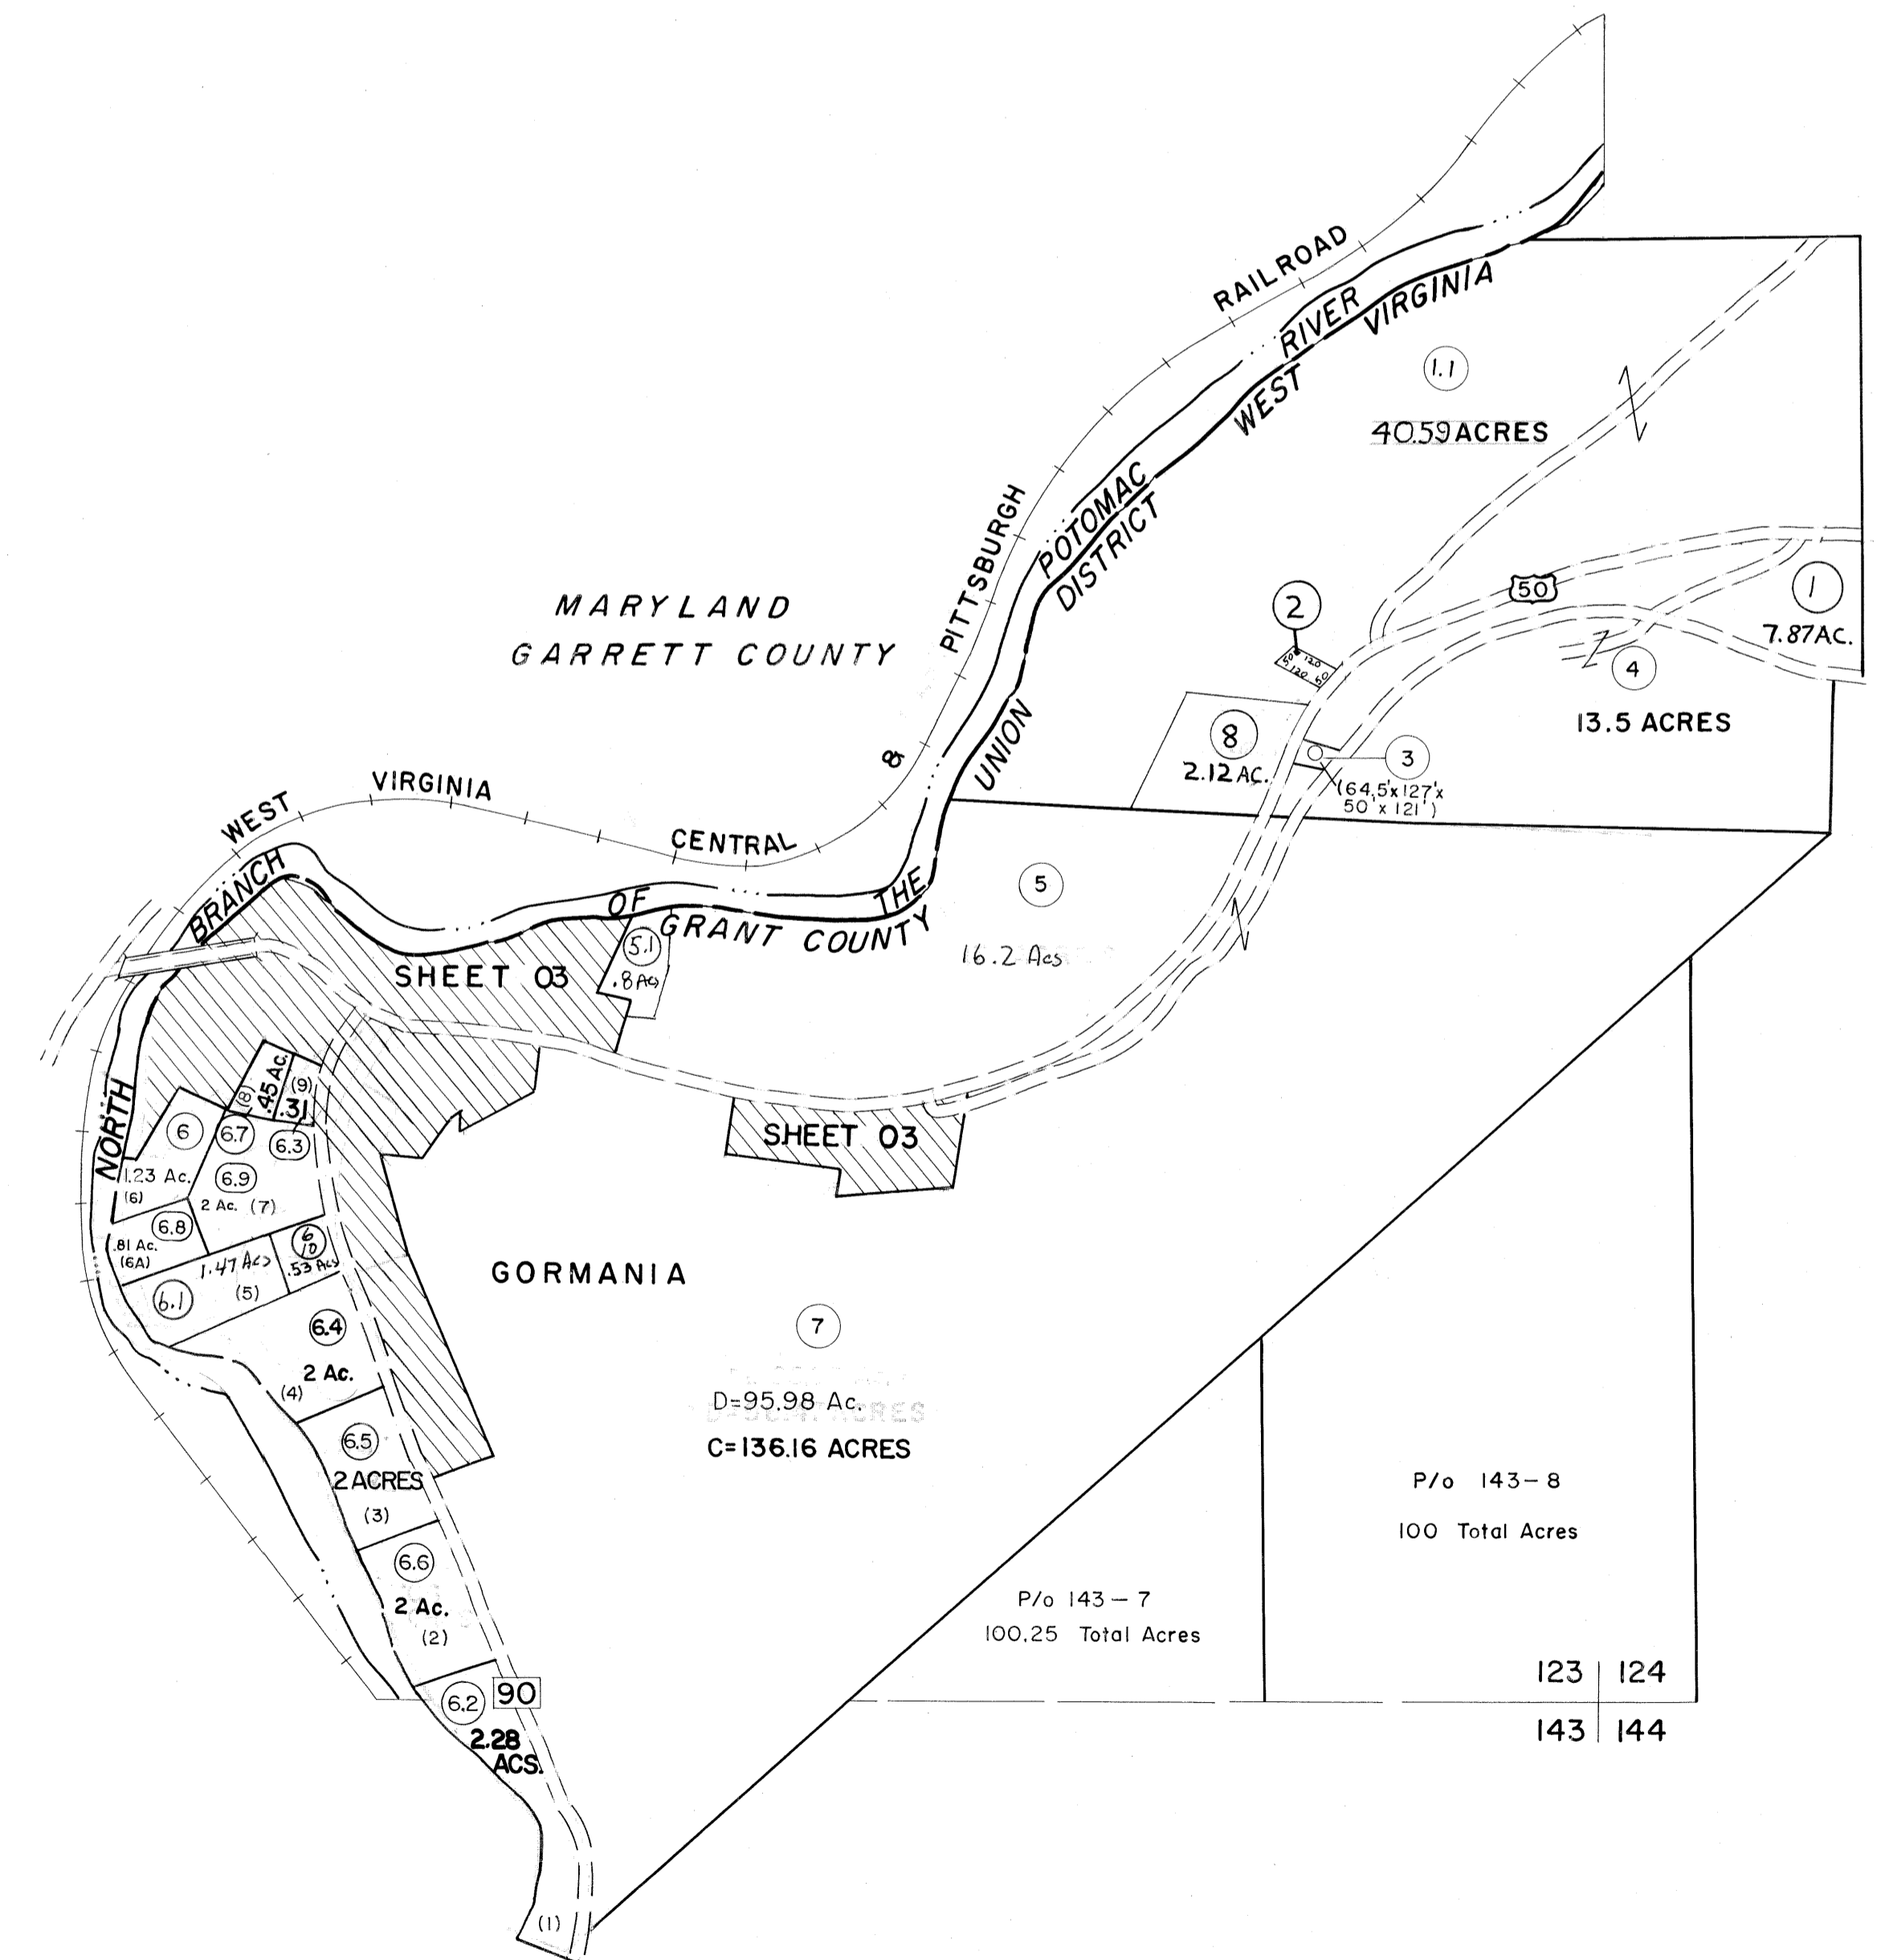 RAILROAD
RIVER
WEST VIRGINIA
1.1
40.59 ACRES
POTOMAC
DISTRICT
PITTSBURGH
&
MARYLAND
GARRETT COUNTY
50
1
7.87 AC.
2
50 120
120 50
4
13.5 ACRES
8
2.12 AC.
3
(64.5'x 127'x
50' x 121')
UNION
WEST
VIRGINIA
CENTRAL
BRANCH
OF
THE
GRANT COUNTY
5
16.2 Acs
5.1
.8 Acs
SHEET 03
NORTH
(8)
.45 Ac.
(9)
.31
6
6.7
6.3
1.23 Ac.
(6)
6.9
2 Ac. (7)
6.8
.81 Ac.
(6A)
6
10
.53 Acs
1.47 Acs
(5)
6.1
SHEET 03
GORMANIA
6.4
2 Ac.
(4)
7
D=95.98 Ac.
C=136.16 ACRES
6.5
2 ACRES
(3)
6.6
2 Ac.
(2)
90
6.2
2.28
ACS.
(1)
P/o 143-8
100 Total Acres
P/o 143-7
100.25 Total Acres
123 124
143 144